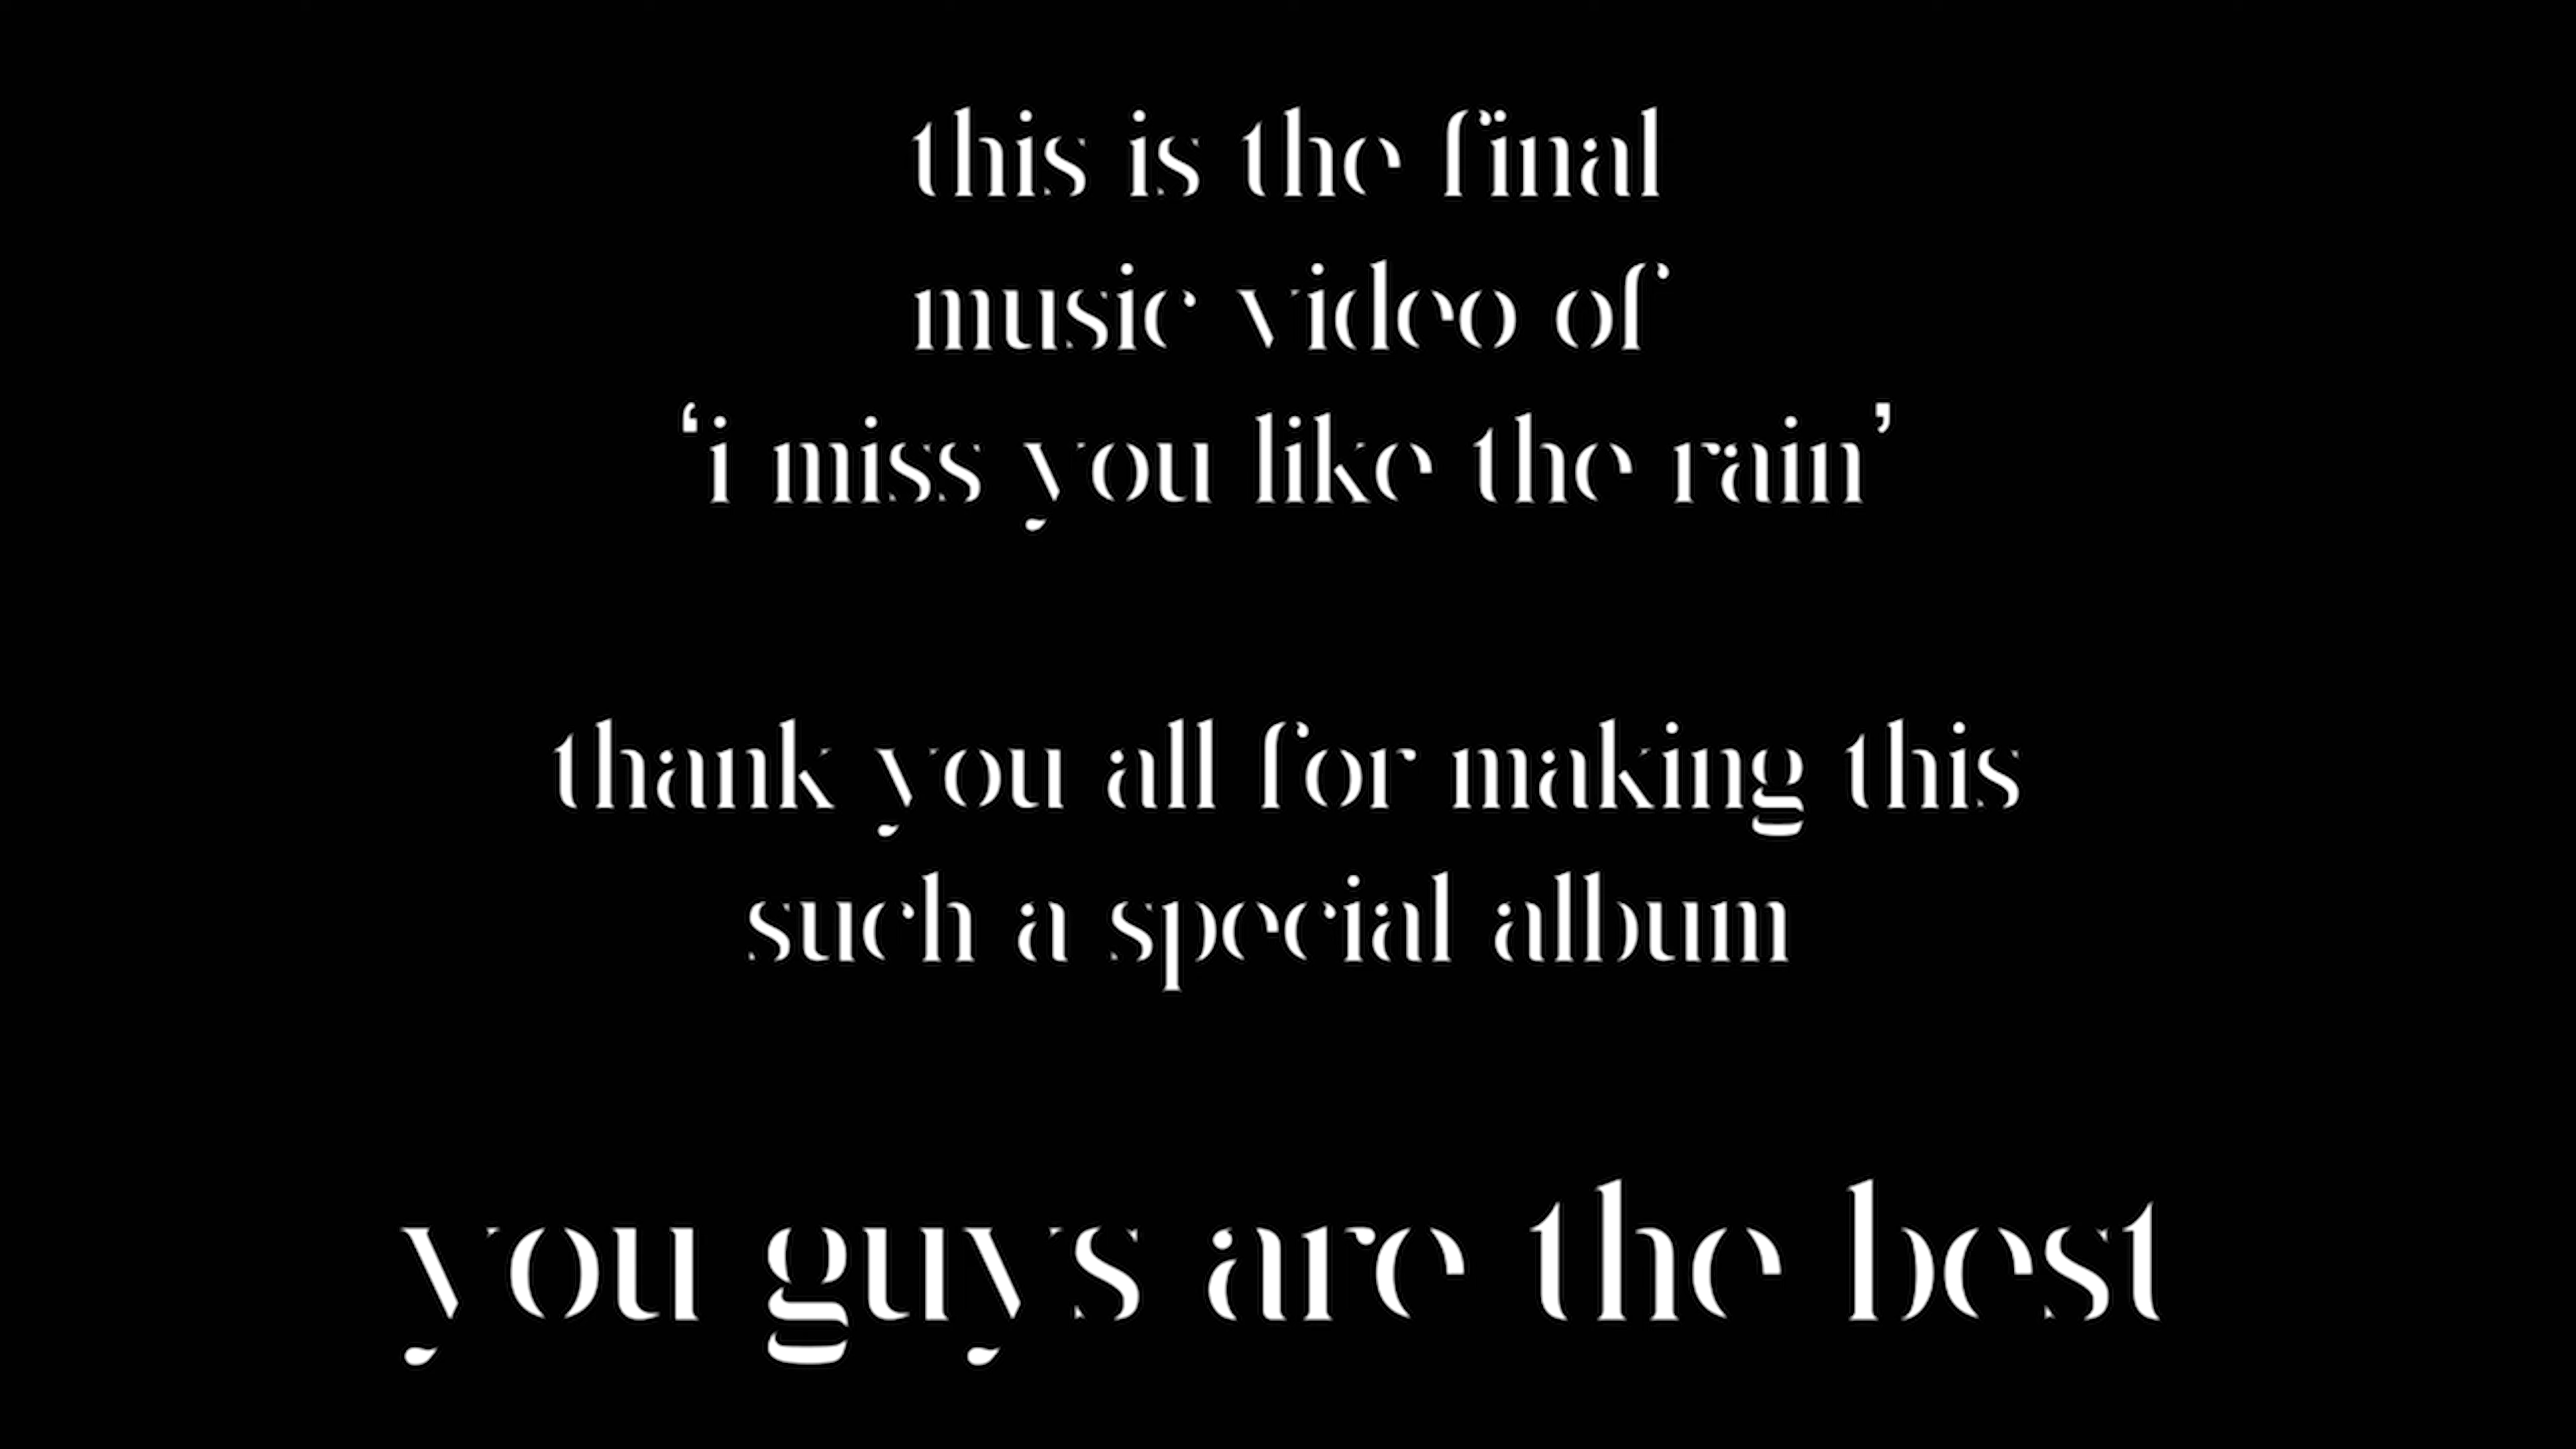 this is the final
music video of
‘i miss you like the rain’
thank you all for making this
such a special album
you guys are the best